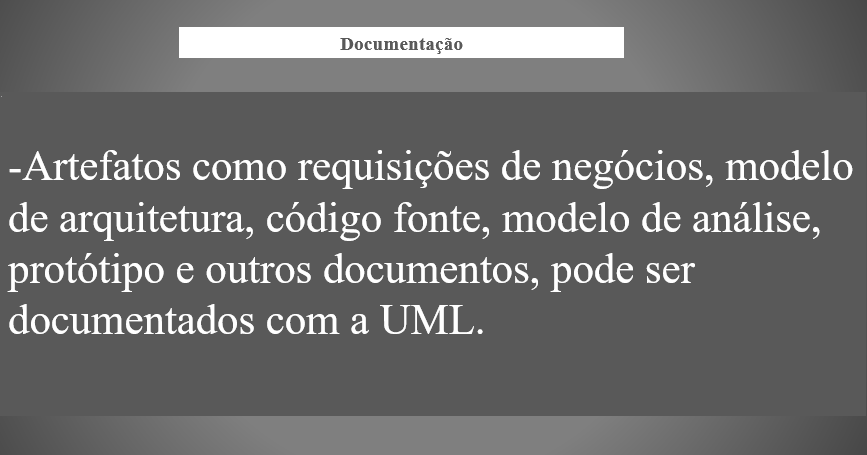 Documentação
-Artefatos como requisições de negócios, modelo
de arquitetura, código fonte, modelo de análise,
protótipo e outros documentos, pode ser
documentados com a UML.